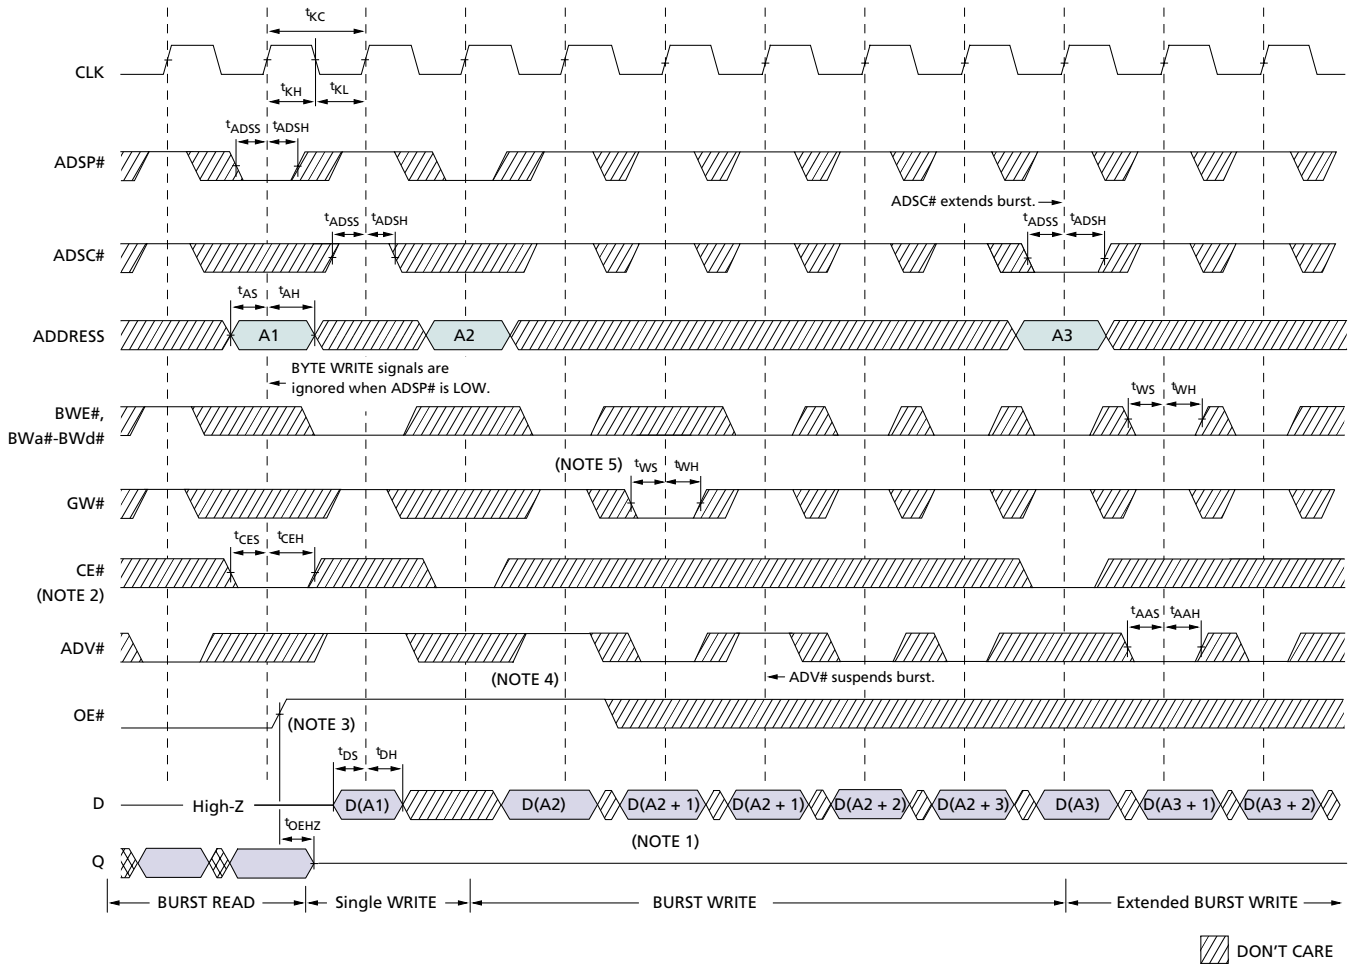 tKC
CLK
tKH tKL
tADSS tADSH
ADSP#
ADSC# extends burst.
tADSS tADSH
tADSS tADSH
ADSC#
tAS tAH
ADDRESS A1 A2 A3
BYTE WRITE signals are
ignored when ADSP# is LOW.
tWS tWH
BWE#,
BWa#-BWd#
(NOTE 5) tWS tWH
GW#
tCES tCEH
CE#
(NOTE 2)
tAAS tAAH
ADV#
(NOTE 4) ADV# suspends burst.
OE# (NOTE 3)
tDS tDH
D High-Z D(A1) D(A2) D(A2 + 1) D(A2 + 1) D(A2 + 2) D(A2 + 3) D(A3) D(A3 + 1) D(A3 + 2)
tOEHZ (NOTE 1)
Q
BURST READ Single WRITE BURST WRITE Extended BURST WRITE
DON'T CARE